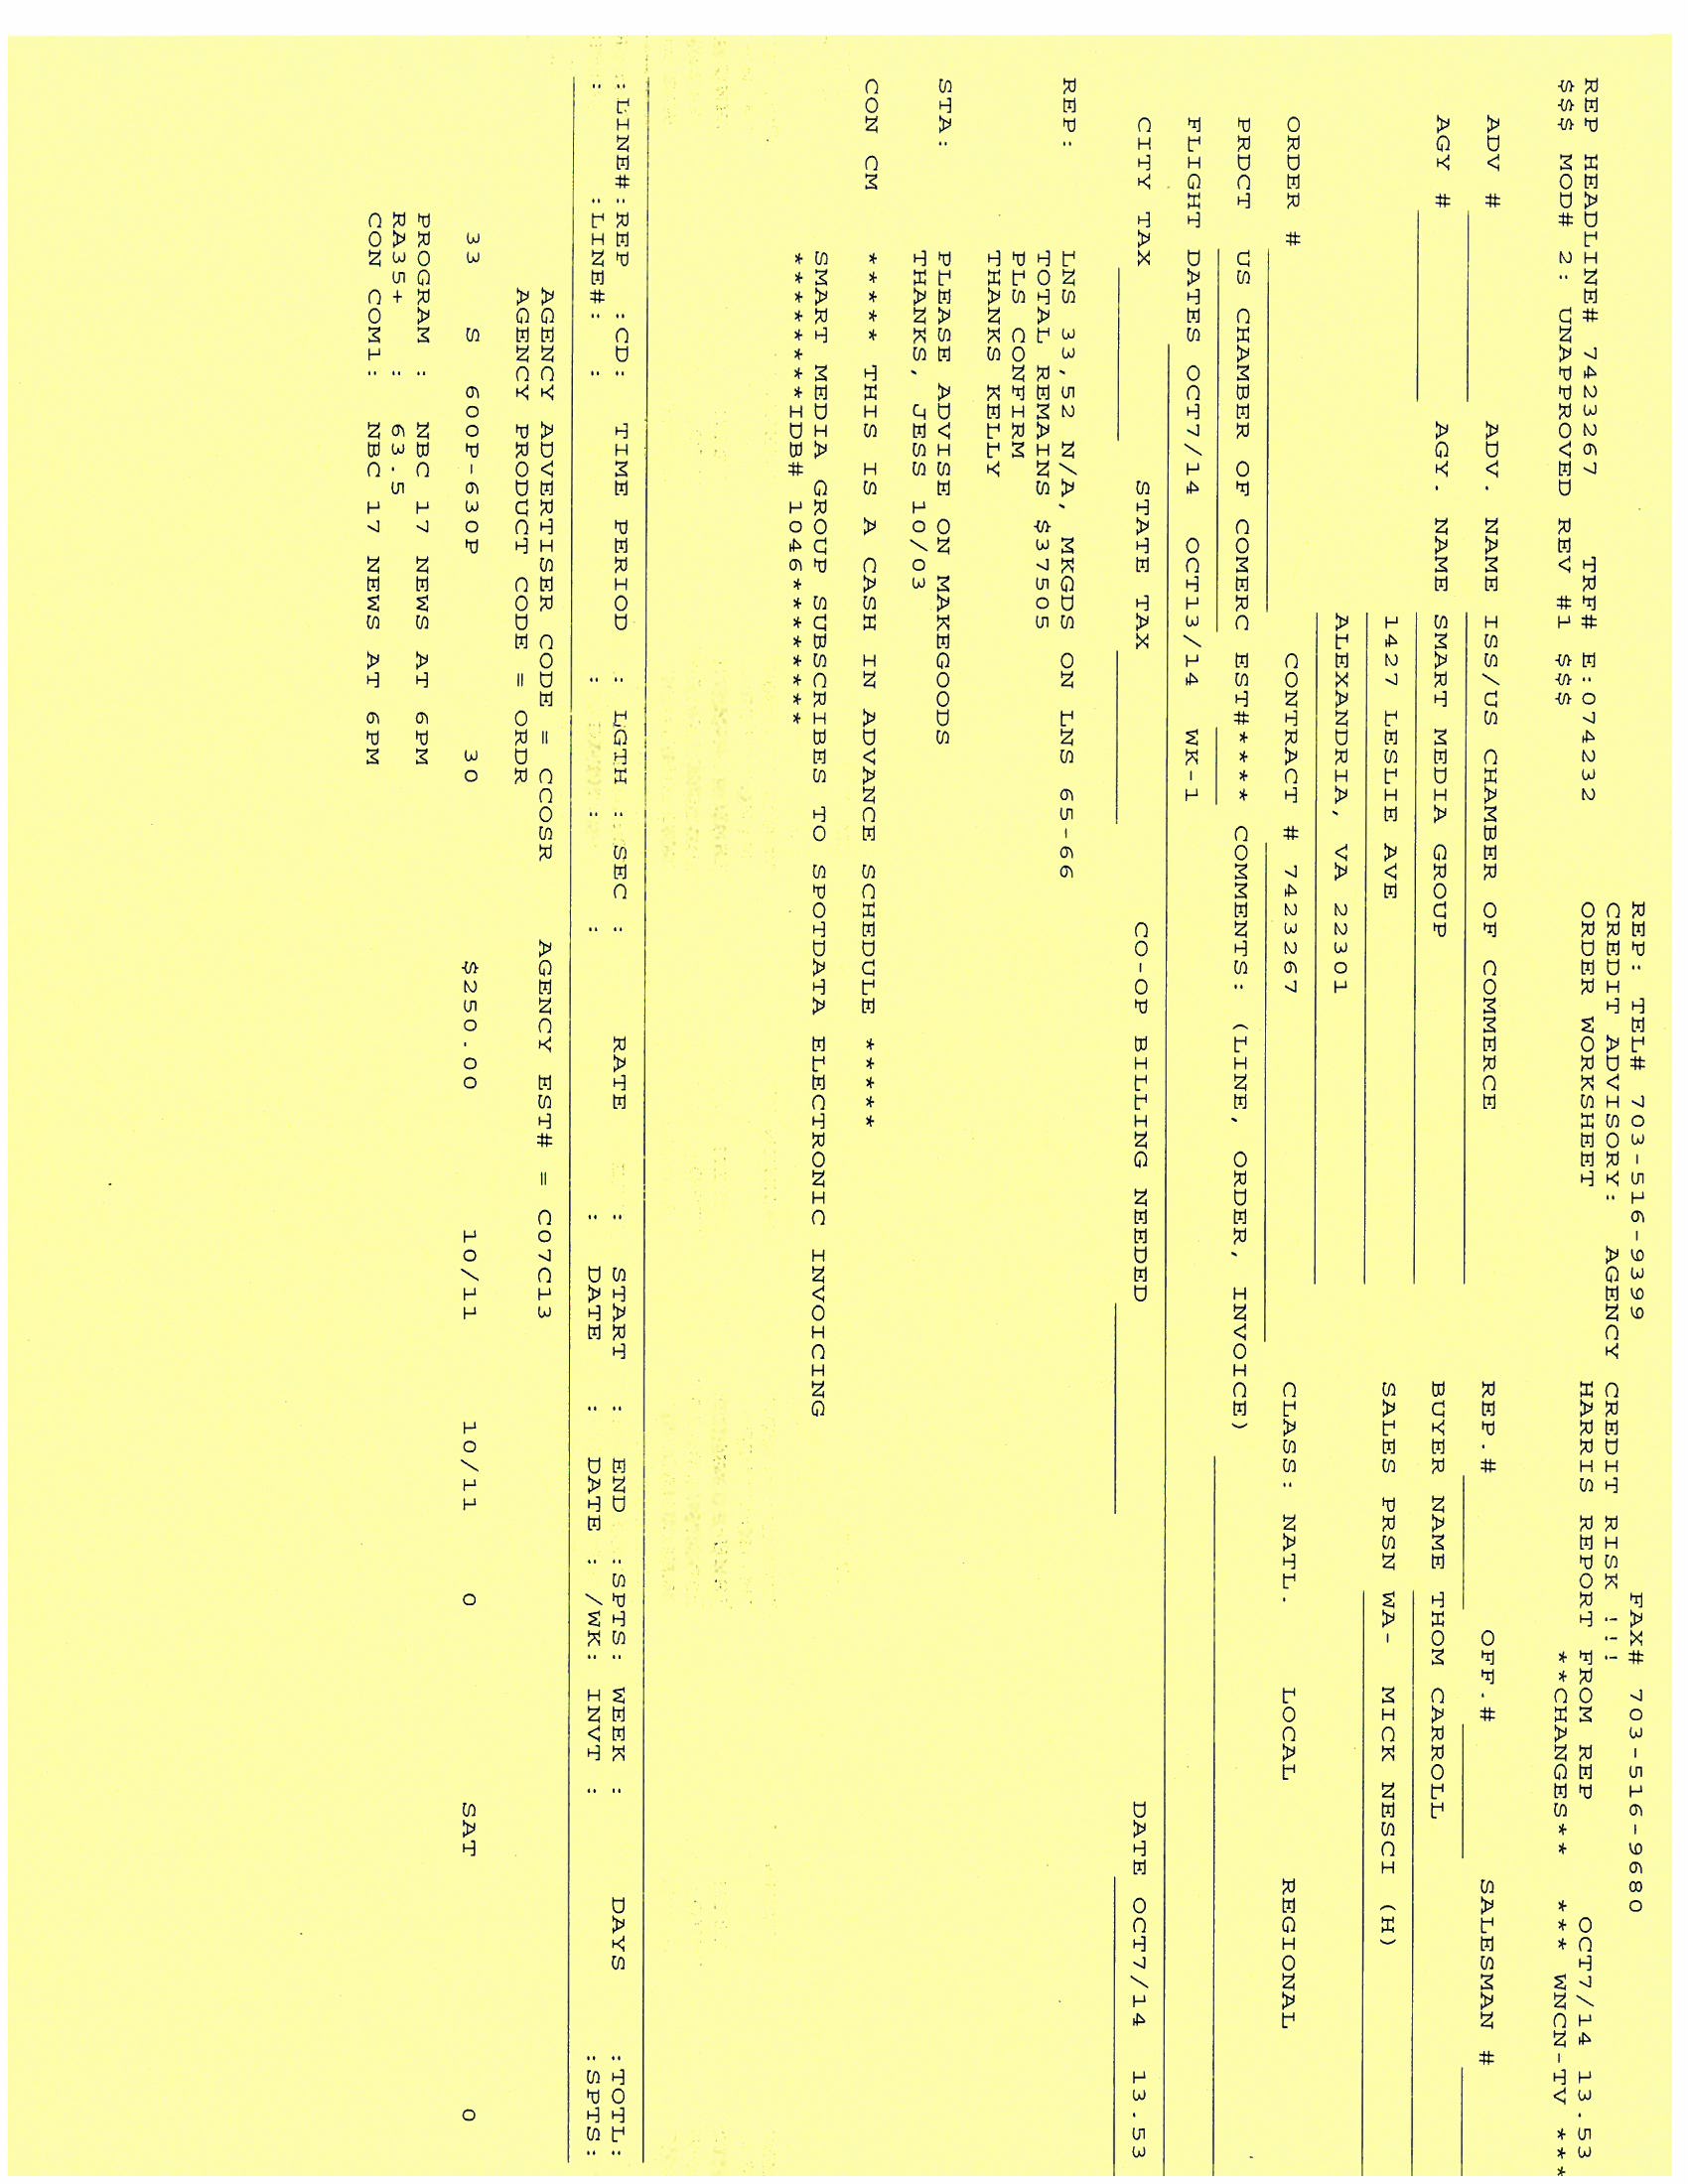 REP: TEL# 703-516-9399 FAX# 703-516-9680
CREDIT ADVISORY: AGENCY CREDIT RISK !!!
REP HEADLINE# 7423267 TRF# E:074232 ORDER WORKSHEET HARRIS REPORT FROM REP OCT7/14 13.53
$$$ MOD# 2: UNAPPROVED REV #1 $$$ **CHANGES** *** WNCN-TV ***
ADV # ADV. NAME ISS/US CHAMBER OF COMMERCE REP.# OFF.# SALESMAN #
AGY # AGY. NAME SMART MEDIA GROUP BUYER NAME THOM CARROLL
1427 LESLIE AVE SALES PRSN WA- MICK NESCI (H)
ALEXANDRIA, VA 22301
ORDER # CONTRACT # 7423267 CLASS: NATL. LOCAL REGIONAL
PRDCT US CHAMBER OF COMERC EST#**** COMMENTS: (LINE, ORDER, INVOICE)
FLIGHT DATES OCT7/14 OCT13/14 WK-1
CITY TAX STATE TAX CO-OP BILLING NEEDED DATE OCT7/14 13.53
REP: LNS 33,52 N/A, MKGDS ON LNS 65-66
TOTAL REMAINS $37505
PLS CONFIRM
THANKS KELLY
STA: PLEASE ADVISE ON MAKEGOODS
THANKS, JESS 10/03
CON CM ***** THIS IS A CASH IN ADVANCE SCHEDULE *****
SMART MEDIA GROUP SUBSCRIBES TO SPOTDATA ELECTRONIC INVOICING
*********IDB# 1046*********
:LINE#:REP :CD: TIME PERIOD : LGTH : SEC : RATE : START : END :SPTS: WEEK : DAYS :TOTL:
: :LINE#: : : : : : DATE : DATE : /WK: INVT : :SPTS:
AGENCY ADVERTISER CODE = CCOSR AGENCY EST# = C07C13
AGENCY PRODUCT CODE = ORDR
33 S 600P-630P 30 $250.00 10/11 10/11 0 SAT 0
PROGRAM : NBC 17 NEWS AT 6PM
RA35+ : 63.5
CON COM1: NBC 17 NEWS AT 6PM